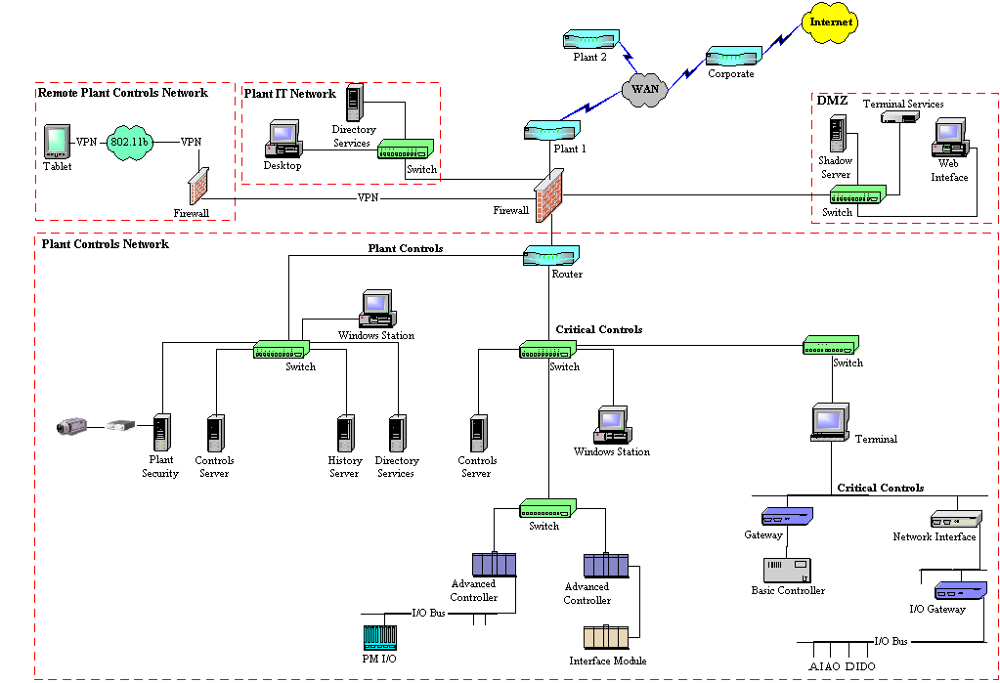 Internet
Plant 2
Corporate
WAN
Remote Plant Controls Network
Plant IT Network
DMZ
Terminal Services
Plant 1
Directory
Services
VPN
802.11b
VPN
Tablet
Desktop
Switch
Shadow
Server
Web
Inteface
Firewall
VPN
Firewall
Switch
Plant Controls Network
Plant Controls
Router
Windows Station
Critical Controls
Switch
Switch
Switch
Plant
Security
Controls
Server
History
Server
Directory
Services
Controls
Server
Windows Station
Terminal
Critical Controls
Switch
Gateway
Network Interface
Advanced
Controller
Advanced
Controller
Basic Controller
I/O Gateway
I/O Bus
I/O Bus
PM I/O
Interface Module
AI AO DI DO